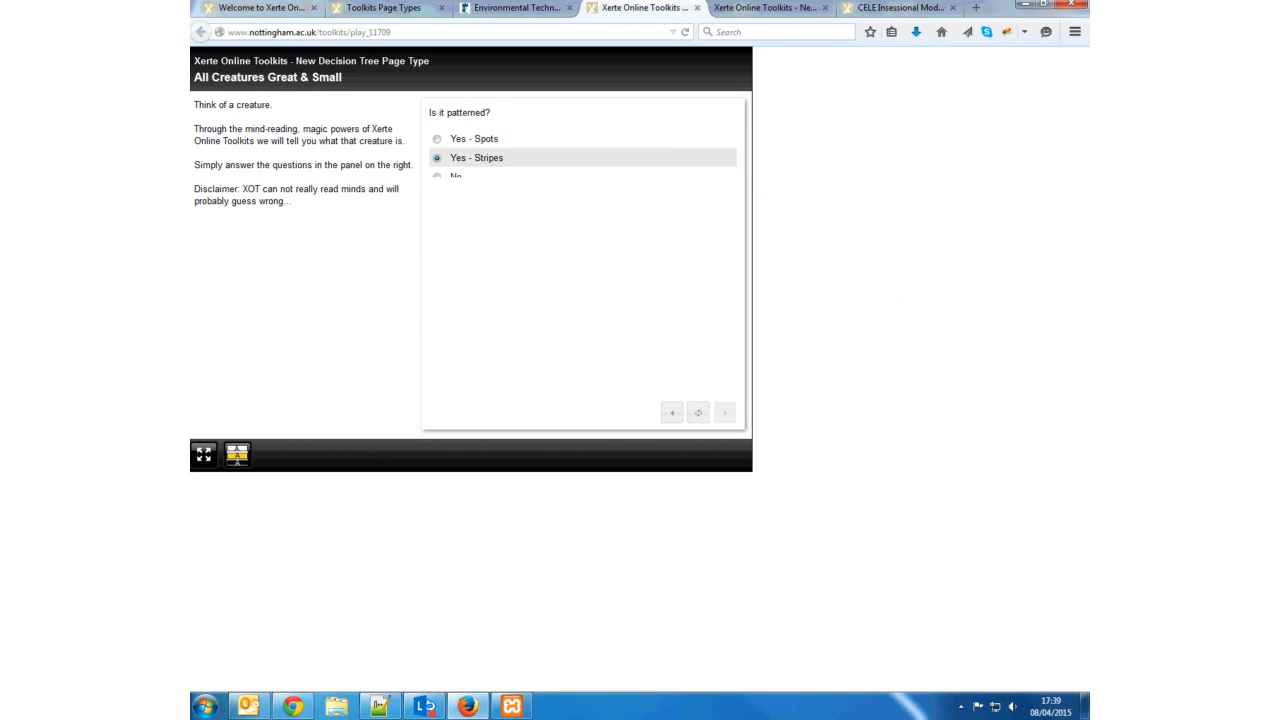 Welcome to Xerte On...
Toolkits Page Types
Environmental Techn...
Xerte Online Toolkits ...
Xerte Online Toolkits - Ne...
CELE Insessional Mod...
www.nottingham.ac.uk/toolkits/play_11709
Search
Xerte Online Toolkits - New Decision Tree Page Type
All Creatures Great & Small
Think of a creature.
Through the mind-reading, magic powers of Xerte
Online Toolkits we will tell you what that creature is.
Simply answer the questions in the panel on the right.
Disclaimer: XOT can not really read minds and will
probably guess wrong...
Is it patterned?
Yes - Spots
Yes - Stripes
No
17:39
08/04/2015